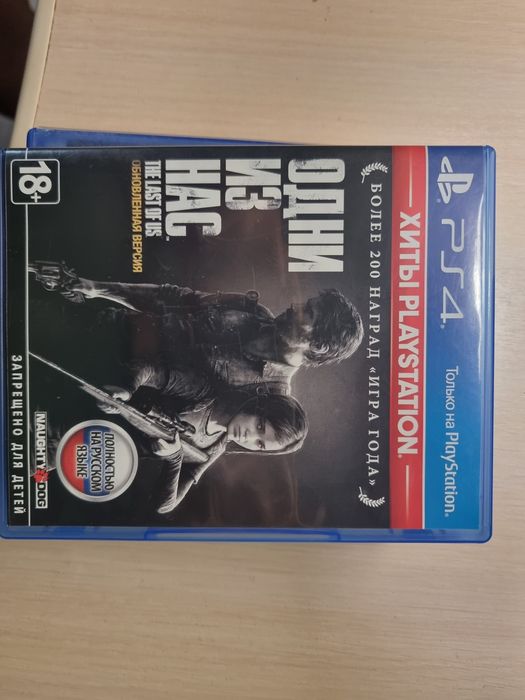 PS4
Только на PlayStation®
ХИТЫ PLAYSTATION®
БОЛЕЕ 200 НАГРАД «ИГРА ГОДА»
ОДНИ
ИЗ
НАС™
THE LAST OF US
ОБНОВЛЕННАЯ ВЕРСИЯ
ПОЛНОСТЬЮ
НА РУССКОМ
ЯЗЫКЕ
18+
ЗАПРЕЩЕНО ДЛЯ ДЕТЕЙ
NAUGHTY DOG